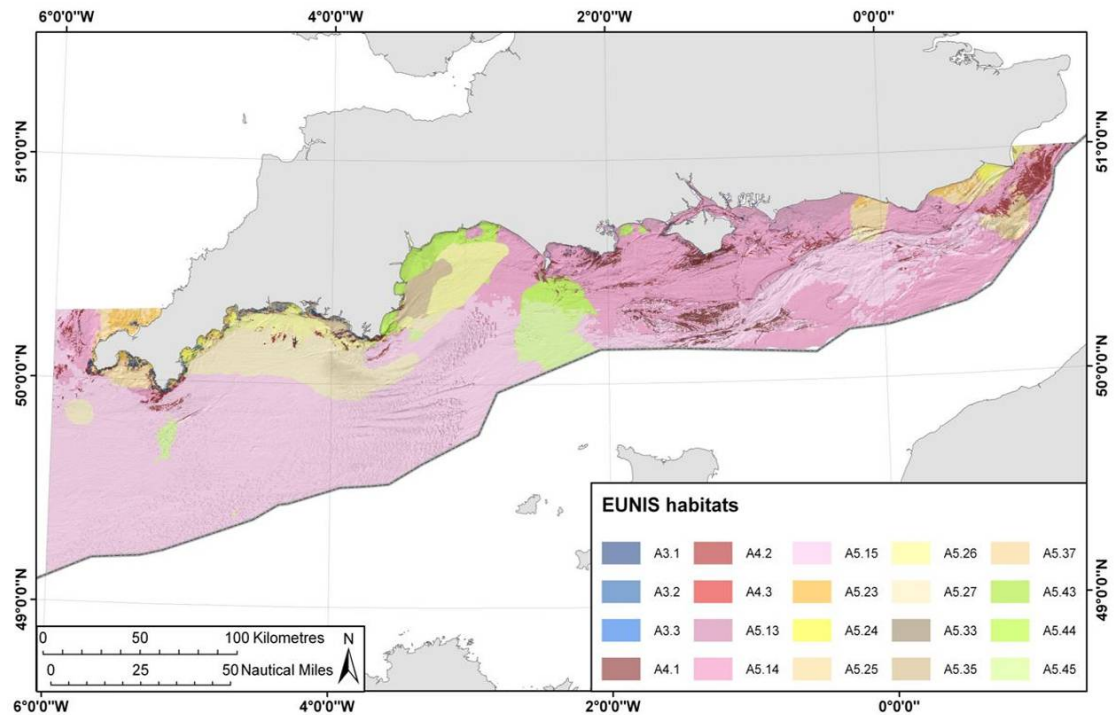 6°0'0"W 4°0'0"W 2°0'0"W 0°0'0"
51°0'0"N 51°0'0"N
50°0'0"N 50°0'0"N
49°0'0"N 49°0'0"N
EUNIS habitats
A3.1 A4.2 A5.15 A5.26 A5.37
A3.2 A4.3 A5.23 A5.27 A5.43
A3.3 A5.13 A5.24 A5.33 A5.44
A4.1 A5.14 A5.25 A5.35 A5.45
0 50 100 Kilometres N
0 25 50 Nautical Miles
6°0'0"W 4°0'0"W 2°0'0"W 0°0'0"